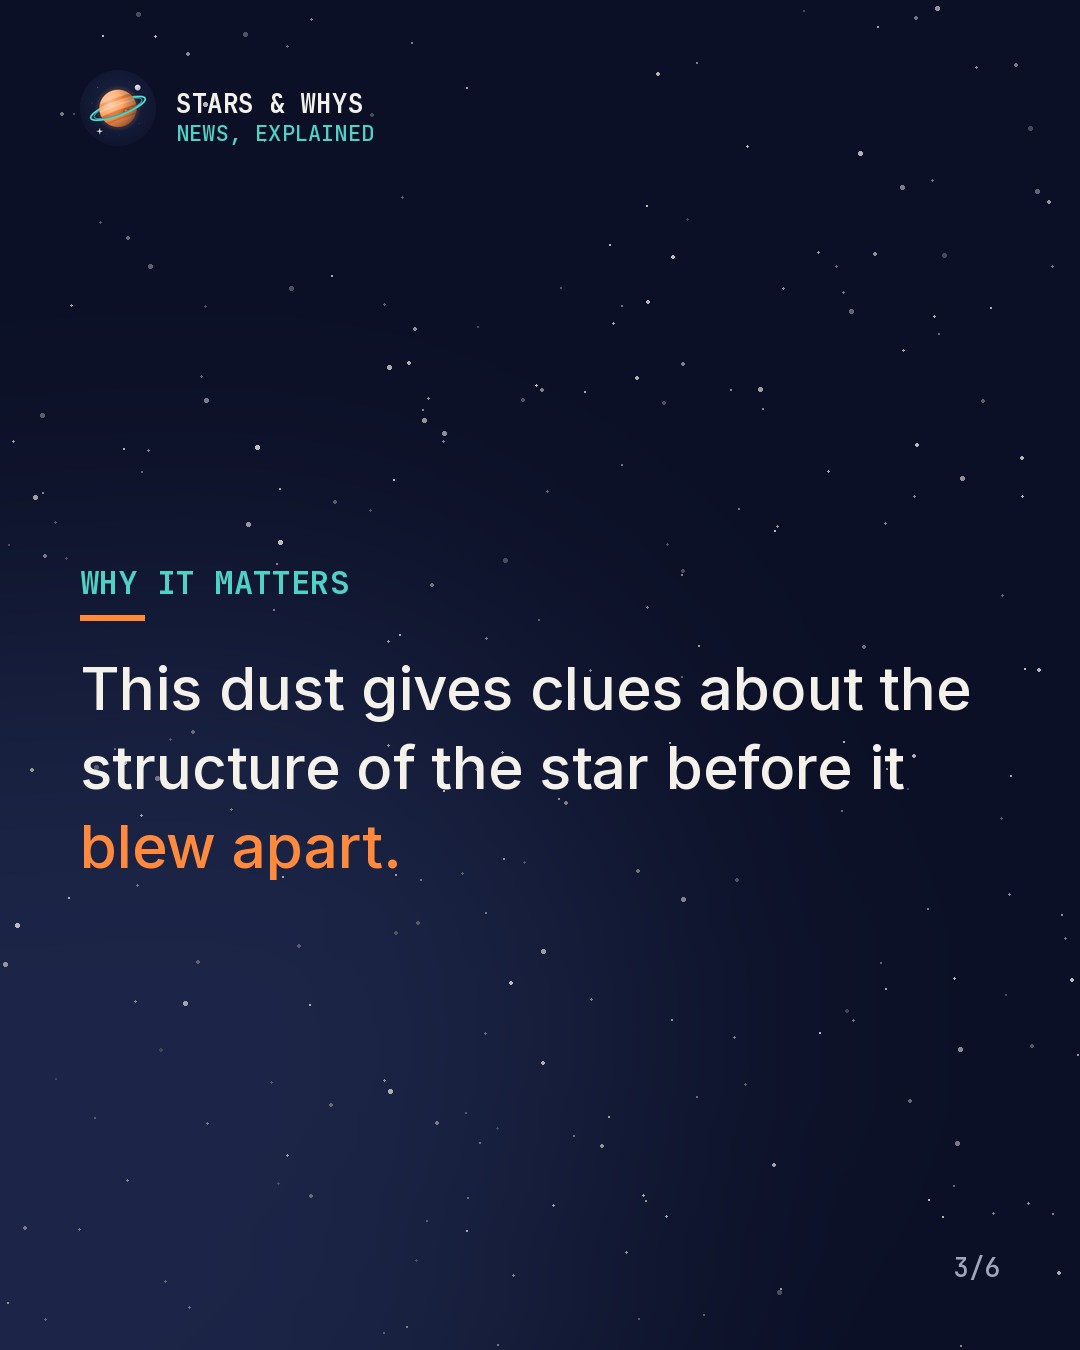 STARS & WHYS
NEWS, EXPLAINED
WHY IT MATTERS
This dust gives clues about the
structure of the star before it
blew apart.
3/6